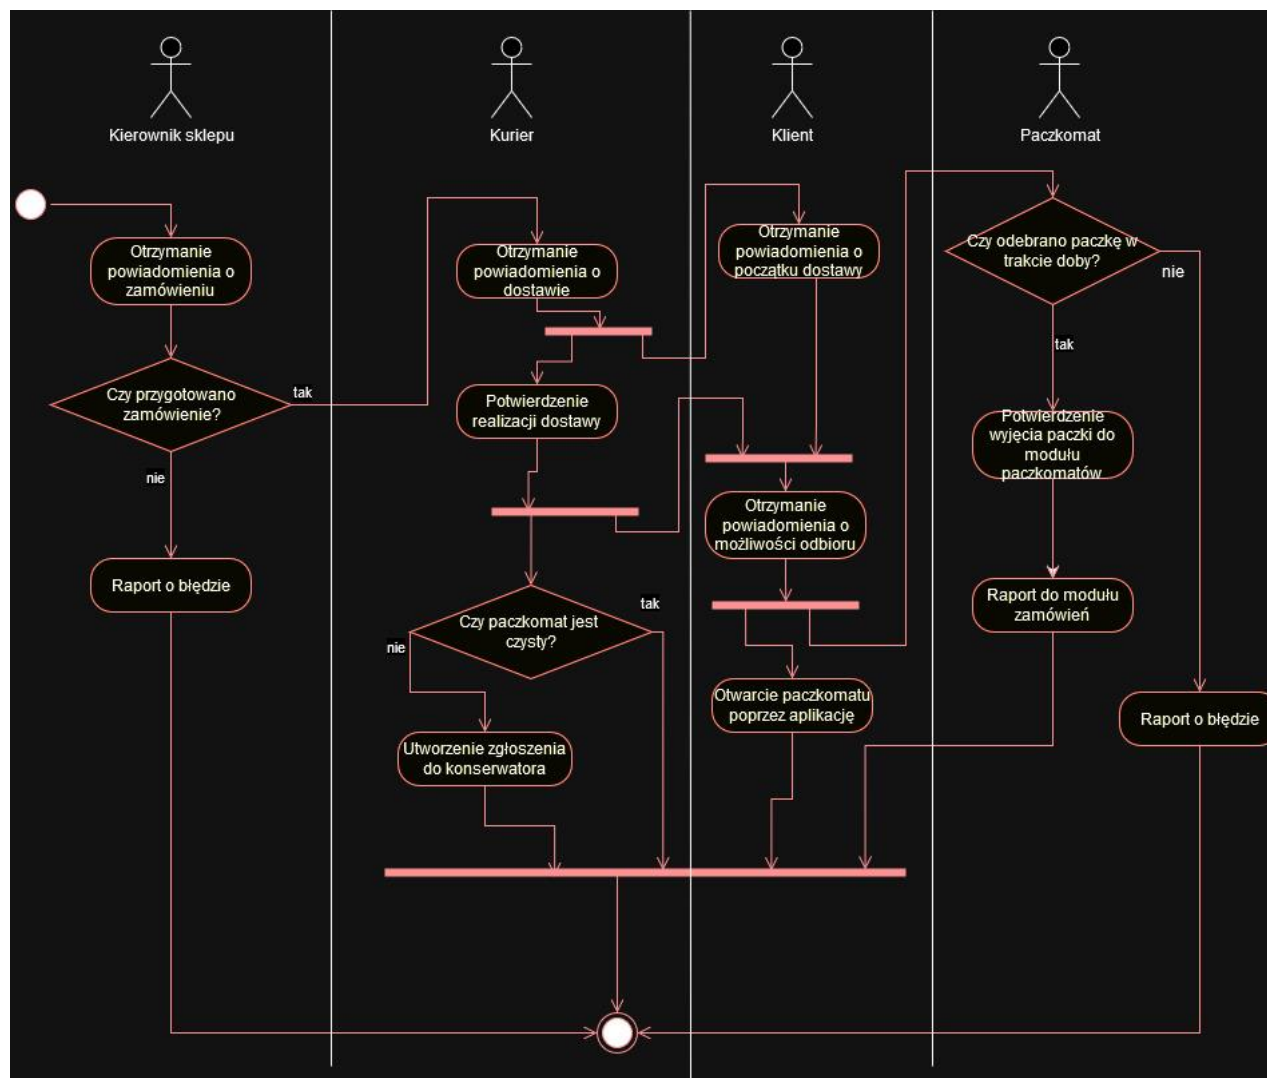 Kierownik sklepu
Kurier
Klient
Paczkomat
Otrzymanie
powiadomienia o
zamówieniu
Czy przygotowano
zamówienie?
tak
nie
Raport o błędzie
Otrzymanie
powiadomienia o
dostawie
Potwierdzenie
realizacji dostawy
Czy paczkomat jest
czysty?
tak
nie
Utworzenie zgłoszenia
do konserwatora
Otrzymanie
powiadomienia o
początku dostawy
Otrzymanie
powiadomienia o
możliwości odbioru
Otwarcie paczkomatu
poprzez aplikację
Czy odebrano paczkę w
trakcie doby?
nie
tak
Potwierdzenie
wyjęcia paczki do
modułu
paczkomatów
Raport do modułu
zamówień
Raport o błędzie